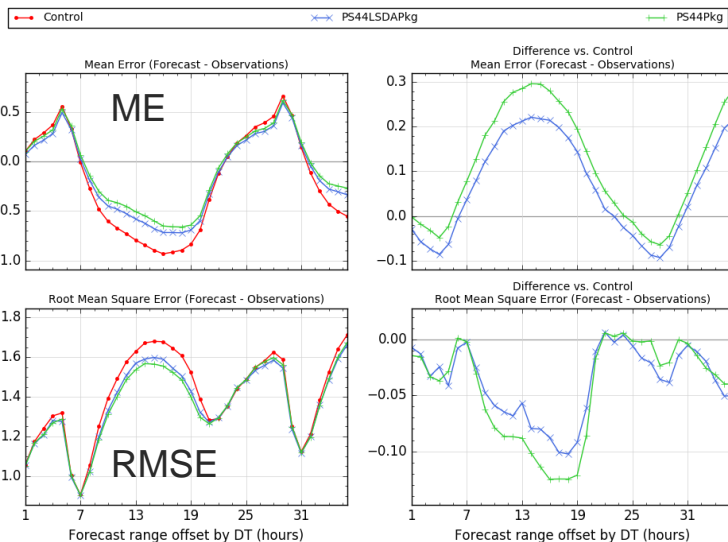 Control PS44LSDAPkg PS44Pkg
Mean Error (Forecast - Observations)
Difference vs. Control
Mean Error (Forecast - Observations)
ME
0.5
0.0
0.5
1.0
0.3
0.2
0.1
0.0
−0.1
Root Mean Square Error (Forecast - Observations)
Difference vs. Control
Root Mean Square Error (Forecast - Observations)
1.8
1.6
1.4
1.2
1.0
RMSE
0.00
−0.05
−0.10
1 7 13 19 25 31
1 7 13 19 25 31
Forecast range offset by DT (hours)
Forecast range offset by DT (hours)